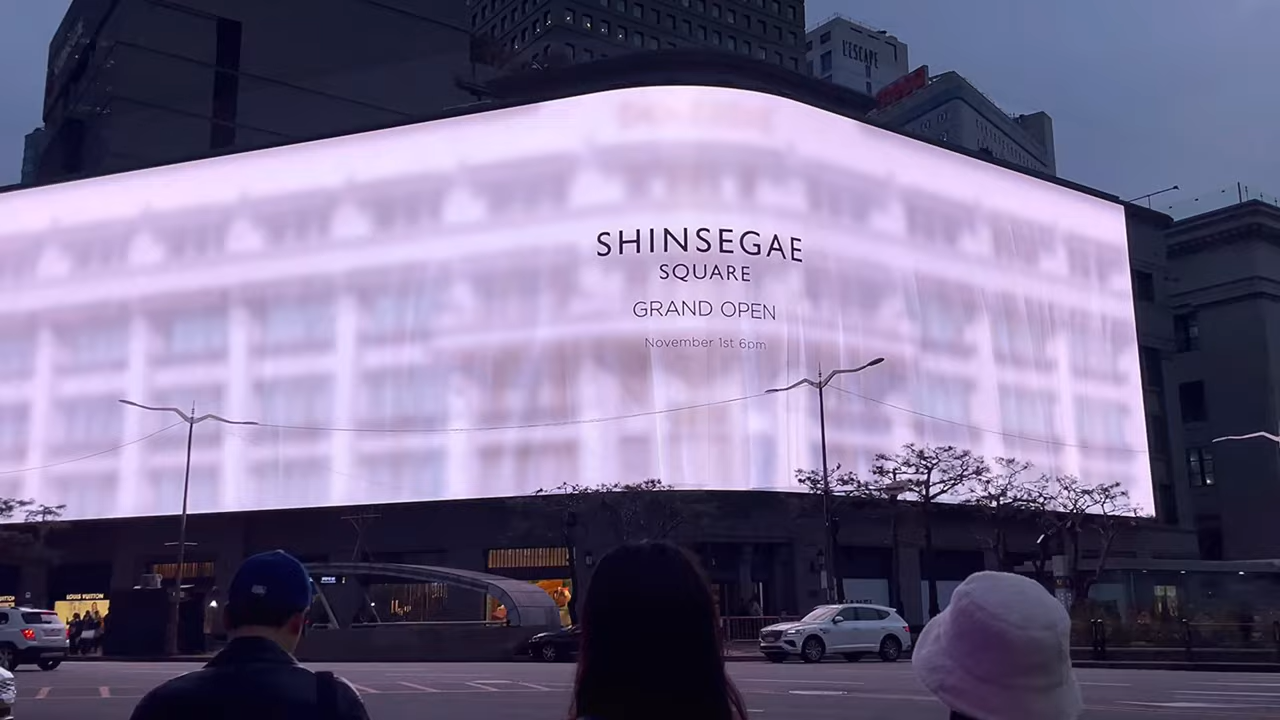 L'ESCAPE
SHINSEGAE
SQUARE
GRAND OPEN
November 1st 6pm
LOUIS VUITTON